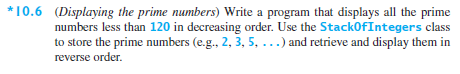 *10.6 (Displaying the prime numbers) Write a program that displays all the prime
numbers less than 120 in decreasing order. Use the StackOfIntegers class
to store the prime numbers (e.g., 2, 3, 5, ...) and retrieve and display them in
reverse order.